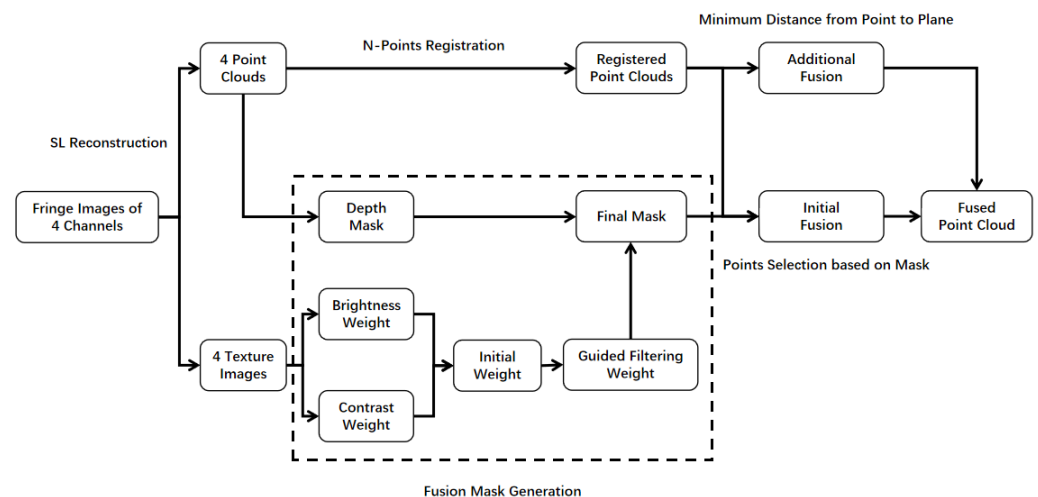 Minimum Distance from Point to Plane
N-Points Registration
4 Point
Clouds
Registered
Point Clouds
Additional
Fusion
SL Reconstruction
Fringe Images of
4 Channels
Depth
Mask
Final Mask
Initial
Fusion
Fused
Point Cloud
Points Selection based on Mask
Brightness
Weight
4 Texture
Images
Initial
Weight
Guided Filtering
Weight
Contrast
Weight
Fusion Mask Generation